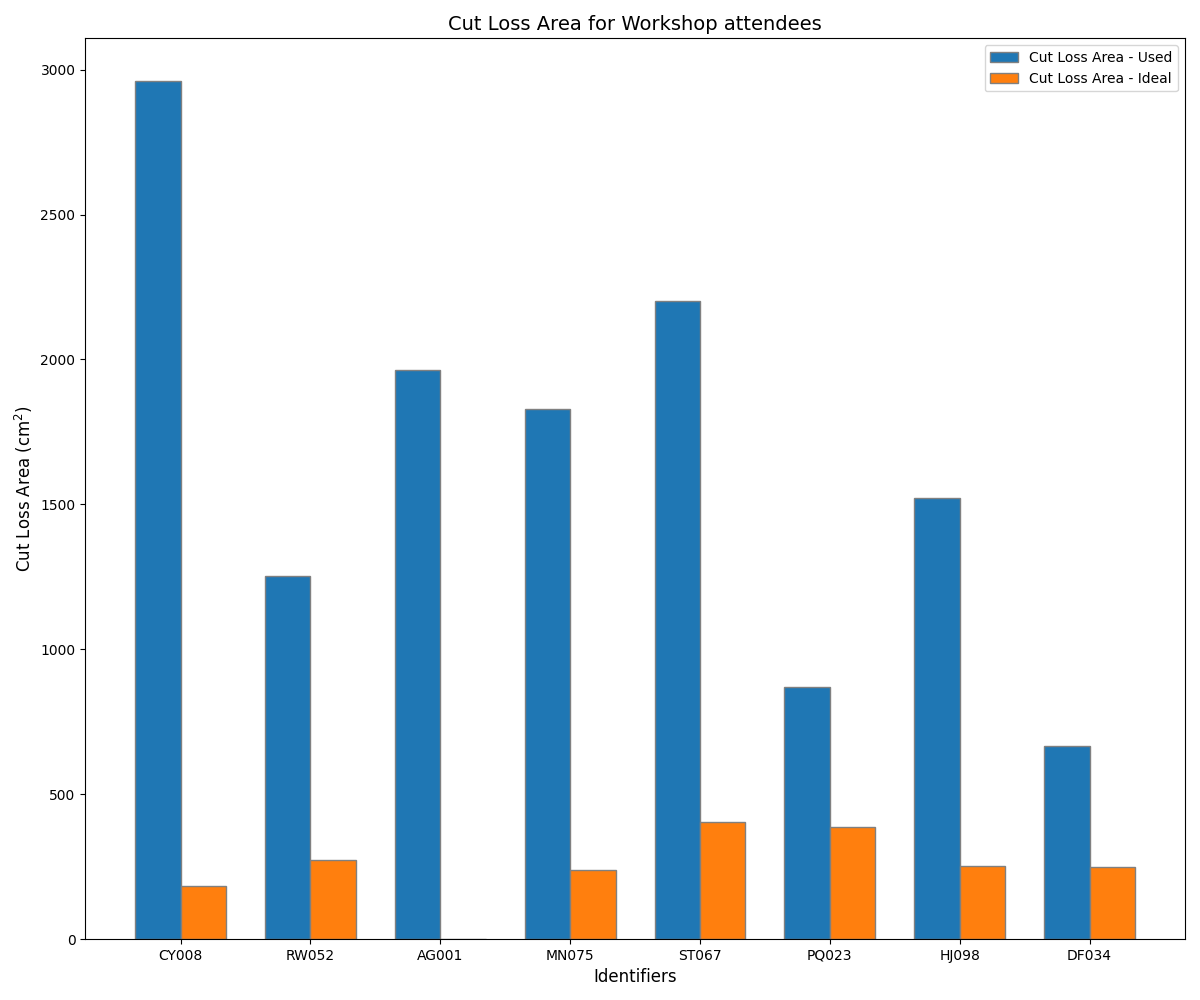 Cut Loss Area for Workshop attendees
Cut Loss Area - Used
Cut Loss Area - Ideal
Cut Loss Area (cm²)
3000
2500
2000
1500
1000
500
0
CY008 RW052 AG001 MN075 ST067 PQ023 HJ098 DF034
Identifiers